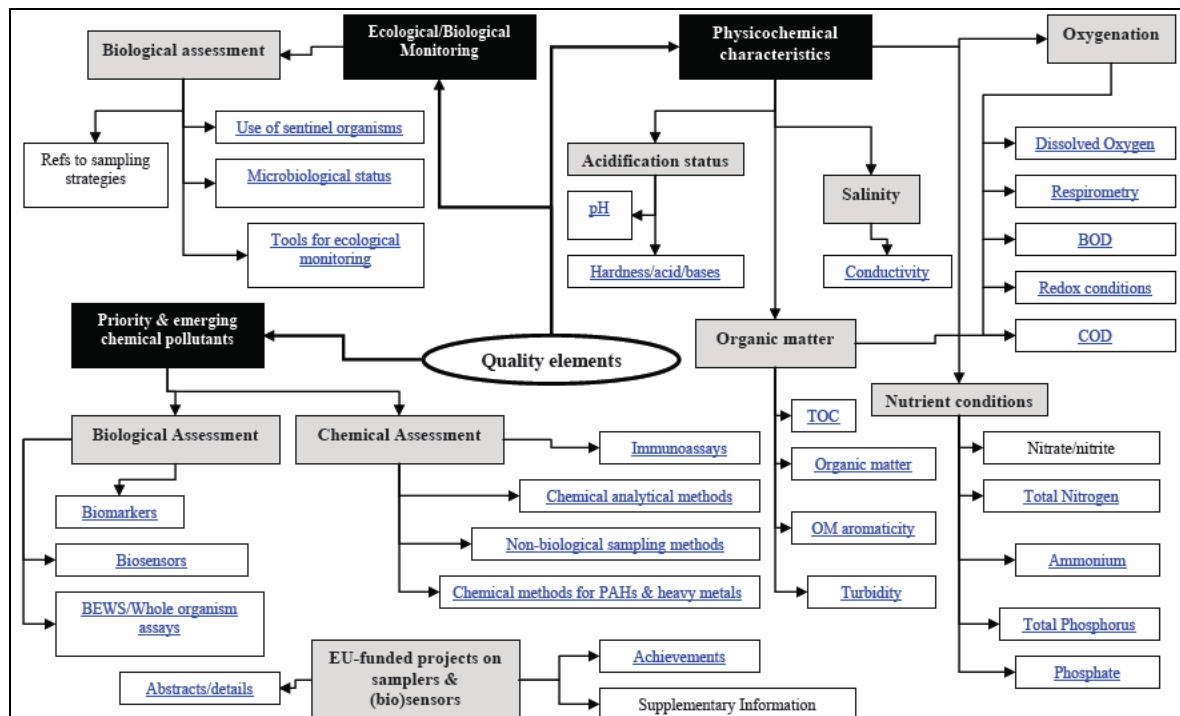 Ecological/Biological
Monitoring
Physicochemical
characteristics
Oxygenation
Biological assessment
Refs to sampling
strategies
Use of sentinel organisms
Microbiological status
Tools for ecological
monitoring
Acidification status
pH
Hardness/acid/bases
Salinity
Conductivity
Dissolved Oxygen
Respirometry
BOD
Redox conditions
COD
Priority & emerging
chemical pollutants
Quality elements
Organic matter
Nutrient conditions
Biological Assessment
Chemical Assessment
Biomarkers
Biosensors
BEWS/Whole organism
assays
Immunoassays
Chemical analytical methods
Non-biological sampling methods
Chemical methods for PAHs & heavy metals
TOC
Organic matter
OM aromaticity
Turbidity
Nitrate/nitrite
Total Nitrogen
Ammonium
Total Phosphorus
Phosphate
EU-funded projects on
samplers &
(bio)sensors
Abstracts/details
Achievements
Supplementary Information